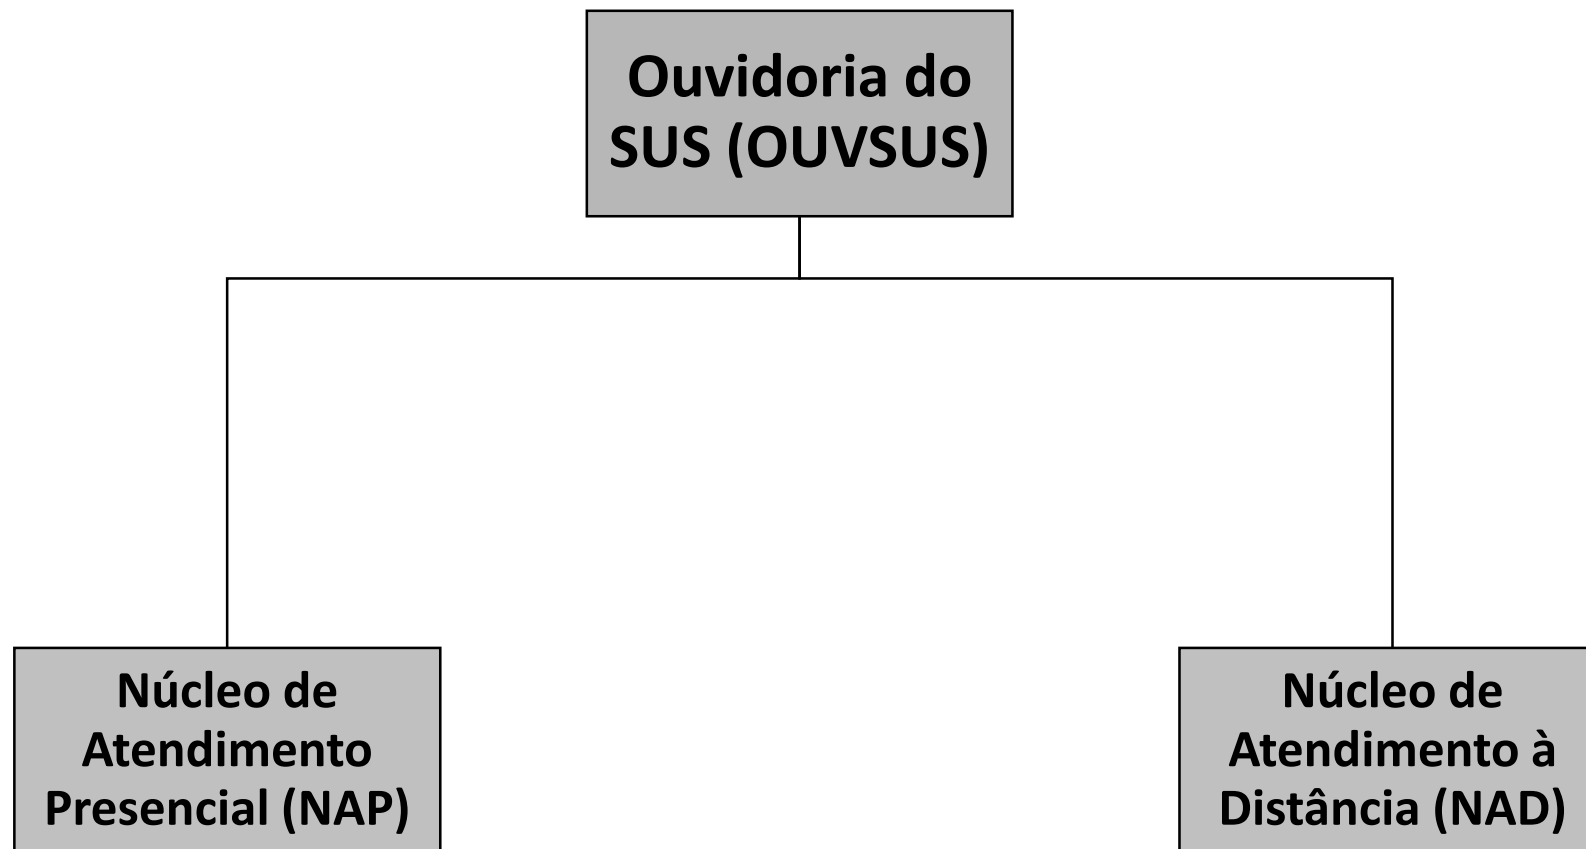 Ouvidoria do
SUS (OUVSUS)
Núcleo de
Atendimento
Presencial (NAP)
Núcleo de
Atendimento à
Distância (NAD)